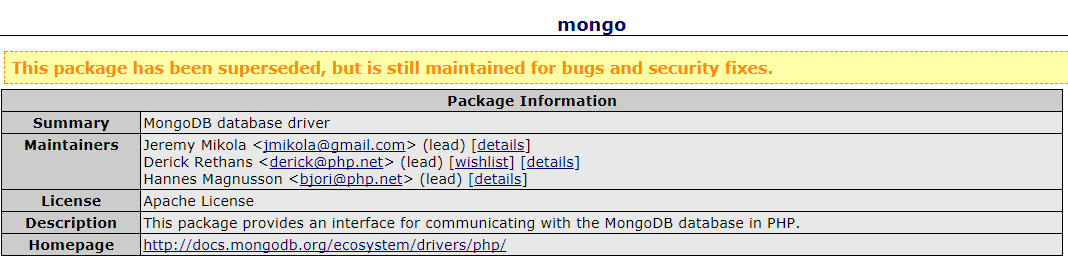 mongo
This package has been superseded, but is still maintained for bugs and security fixes.
Package Information
Summary MongoDB database driver
Maintainers Jeremy Mikola <jmikola@gmail.com> (lead) [details]
Derick Rethans <derick@php.net> (lead) [wishlist] [details]
Hannes Magnusson <bjori@php.net> (lead) [details]
License Apache License
Description This package provides an interface for communicating with the MongoDB database in PHP.
Homepage http://docs.mongodb.org/ecosystem/drivers/php/